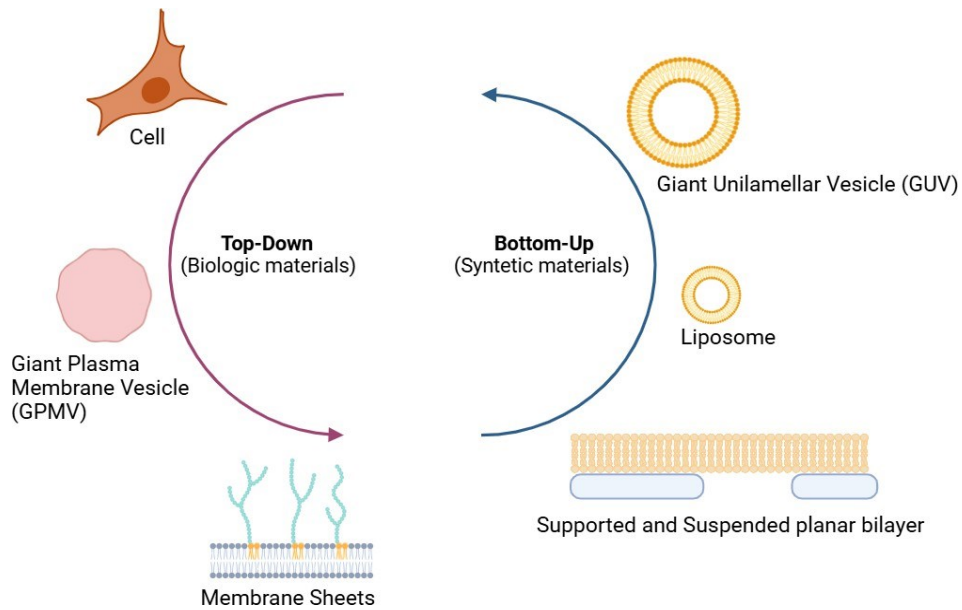 Cell
Giant Unilamellar Vesicle (GUV)
Top-Down
(Biologic materials)
Bottom-Up
(Syntetic materials)
Liposome
Giant Plasma
Membrane Vesicle
(GPMV)
Supported and Suspended planar bilayer
Membrane Sheets